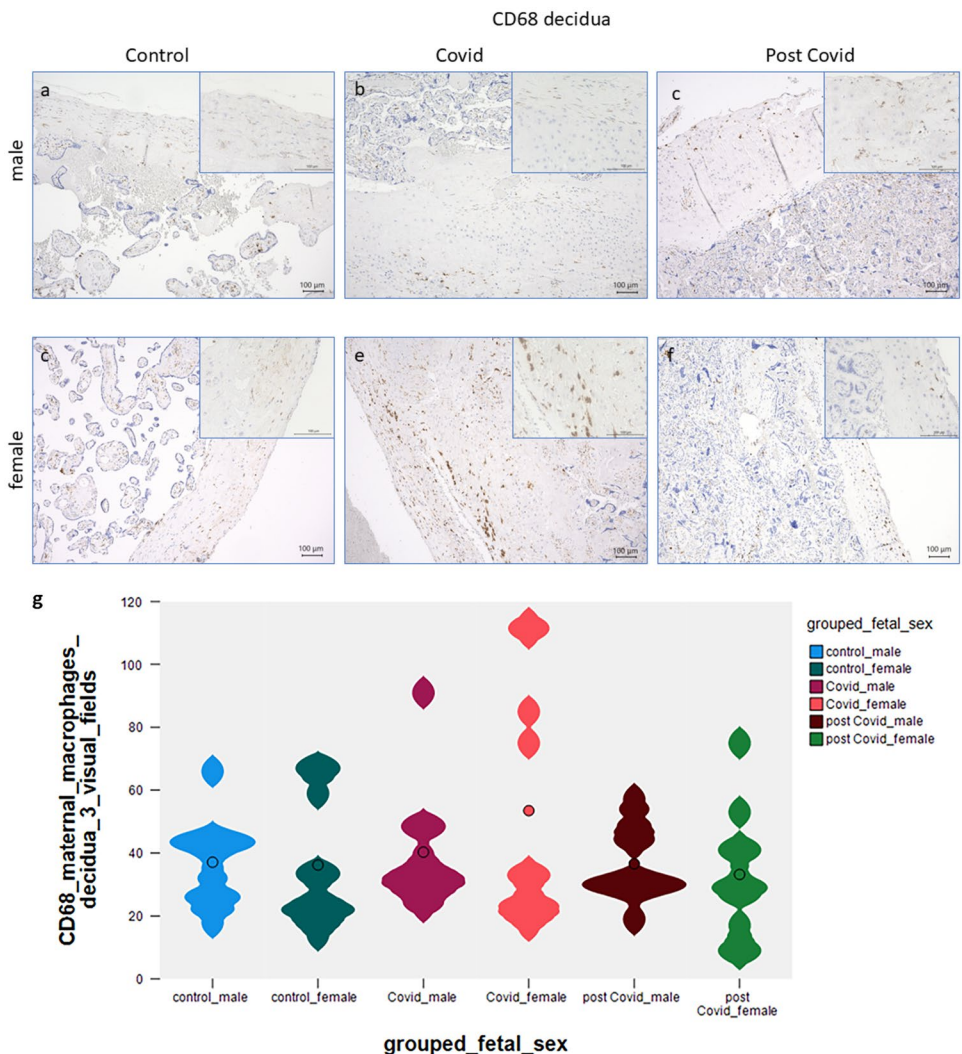 CD68 decidua
Control
Covid
Post Covid
male
a
100 µm
b
100 µm
c
100 µm
female
c
100 µm
e
100 µm
f
100 µm
g
CD68_maternal_macrophages_
decidua_3_visual_fields
120
100
80
60
40
20
0
control_male
control_female
Covid_male
Covid_female
post Covid_male
post
Covid_female
grouped_fetal_sex
grouped_fetal_sex
control_male
control_female
Covid_male
Covid_female
post Covid_male
post Covid_female